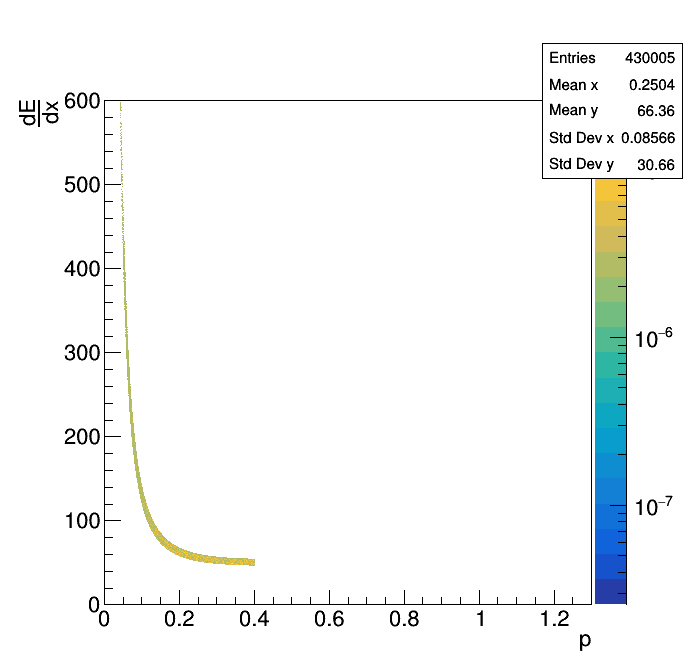 Entries 430005
Mean x 0.2504
Mean y 66.36
Std Dev x 0.08566
Std Dev y 30.66
dE
dx
600
500
400
300
200
100
0
0 0.2 0.4 0.6 0.8 1 1.2
p
10⁻⁶
10⁻⁷